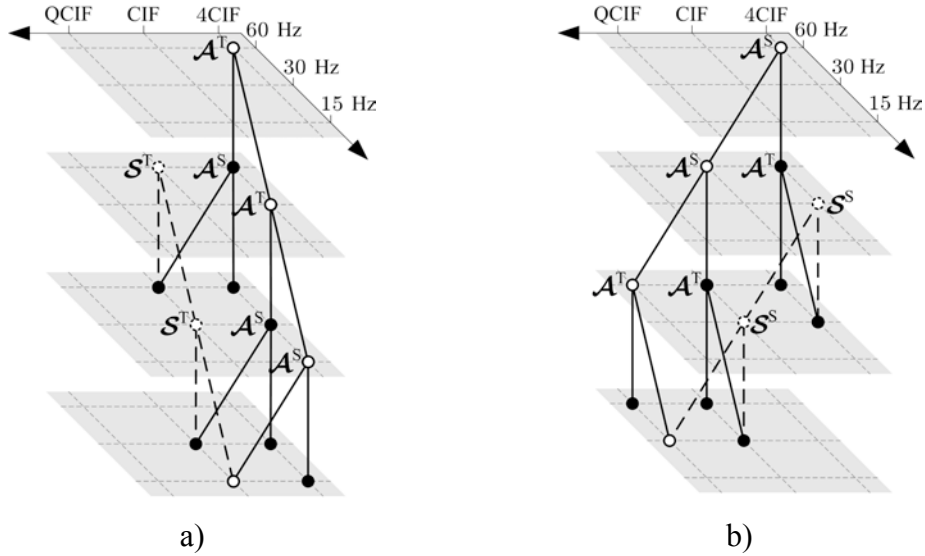 QCIF CIF 4CIF
60 Hz
30 Hz
15 Hz
𝓐ᵀ
𝓢ᵀ 𝓐ˢ
𝓐ᵀ
𝓢ᵀ 𝓐ˢ
𝓐ˢ
a)
QCIF CIF 4CIF
60 Hz
30 Hz
15 Hz
𝓐ˢ
𝓐ˢ 𝓐ᵀ
𝓢ˢ
𝓐ᵀ 𝓐ᵀ
𝓢ˢ
b)